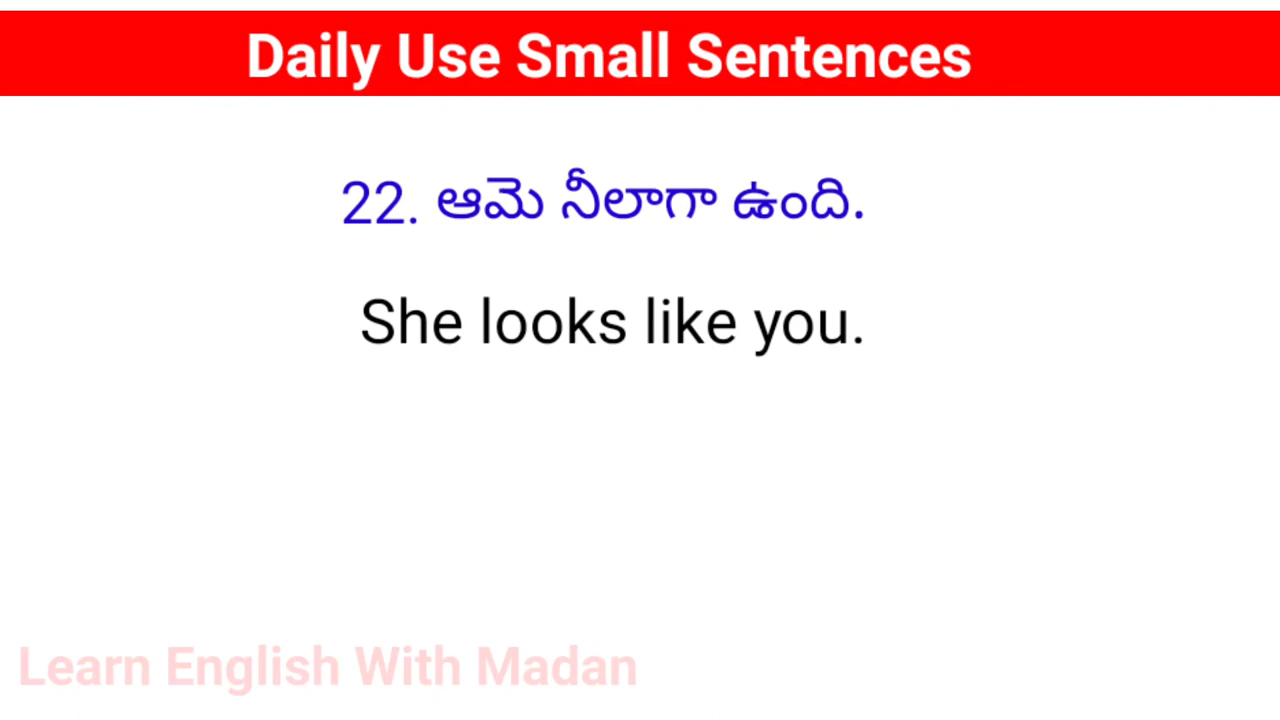 Daily Use Small Sentences
22. ఆమె నీలాగా ఉంది.
She looks like you.
Learn English With Madan